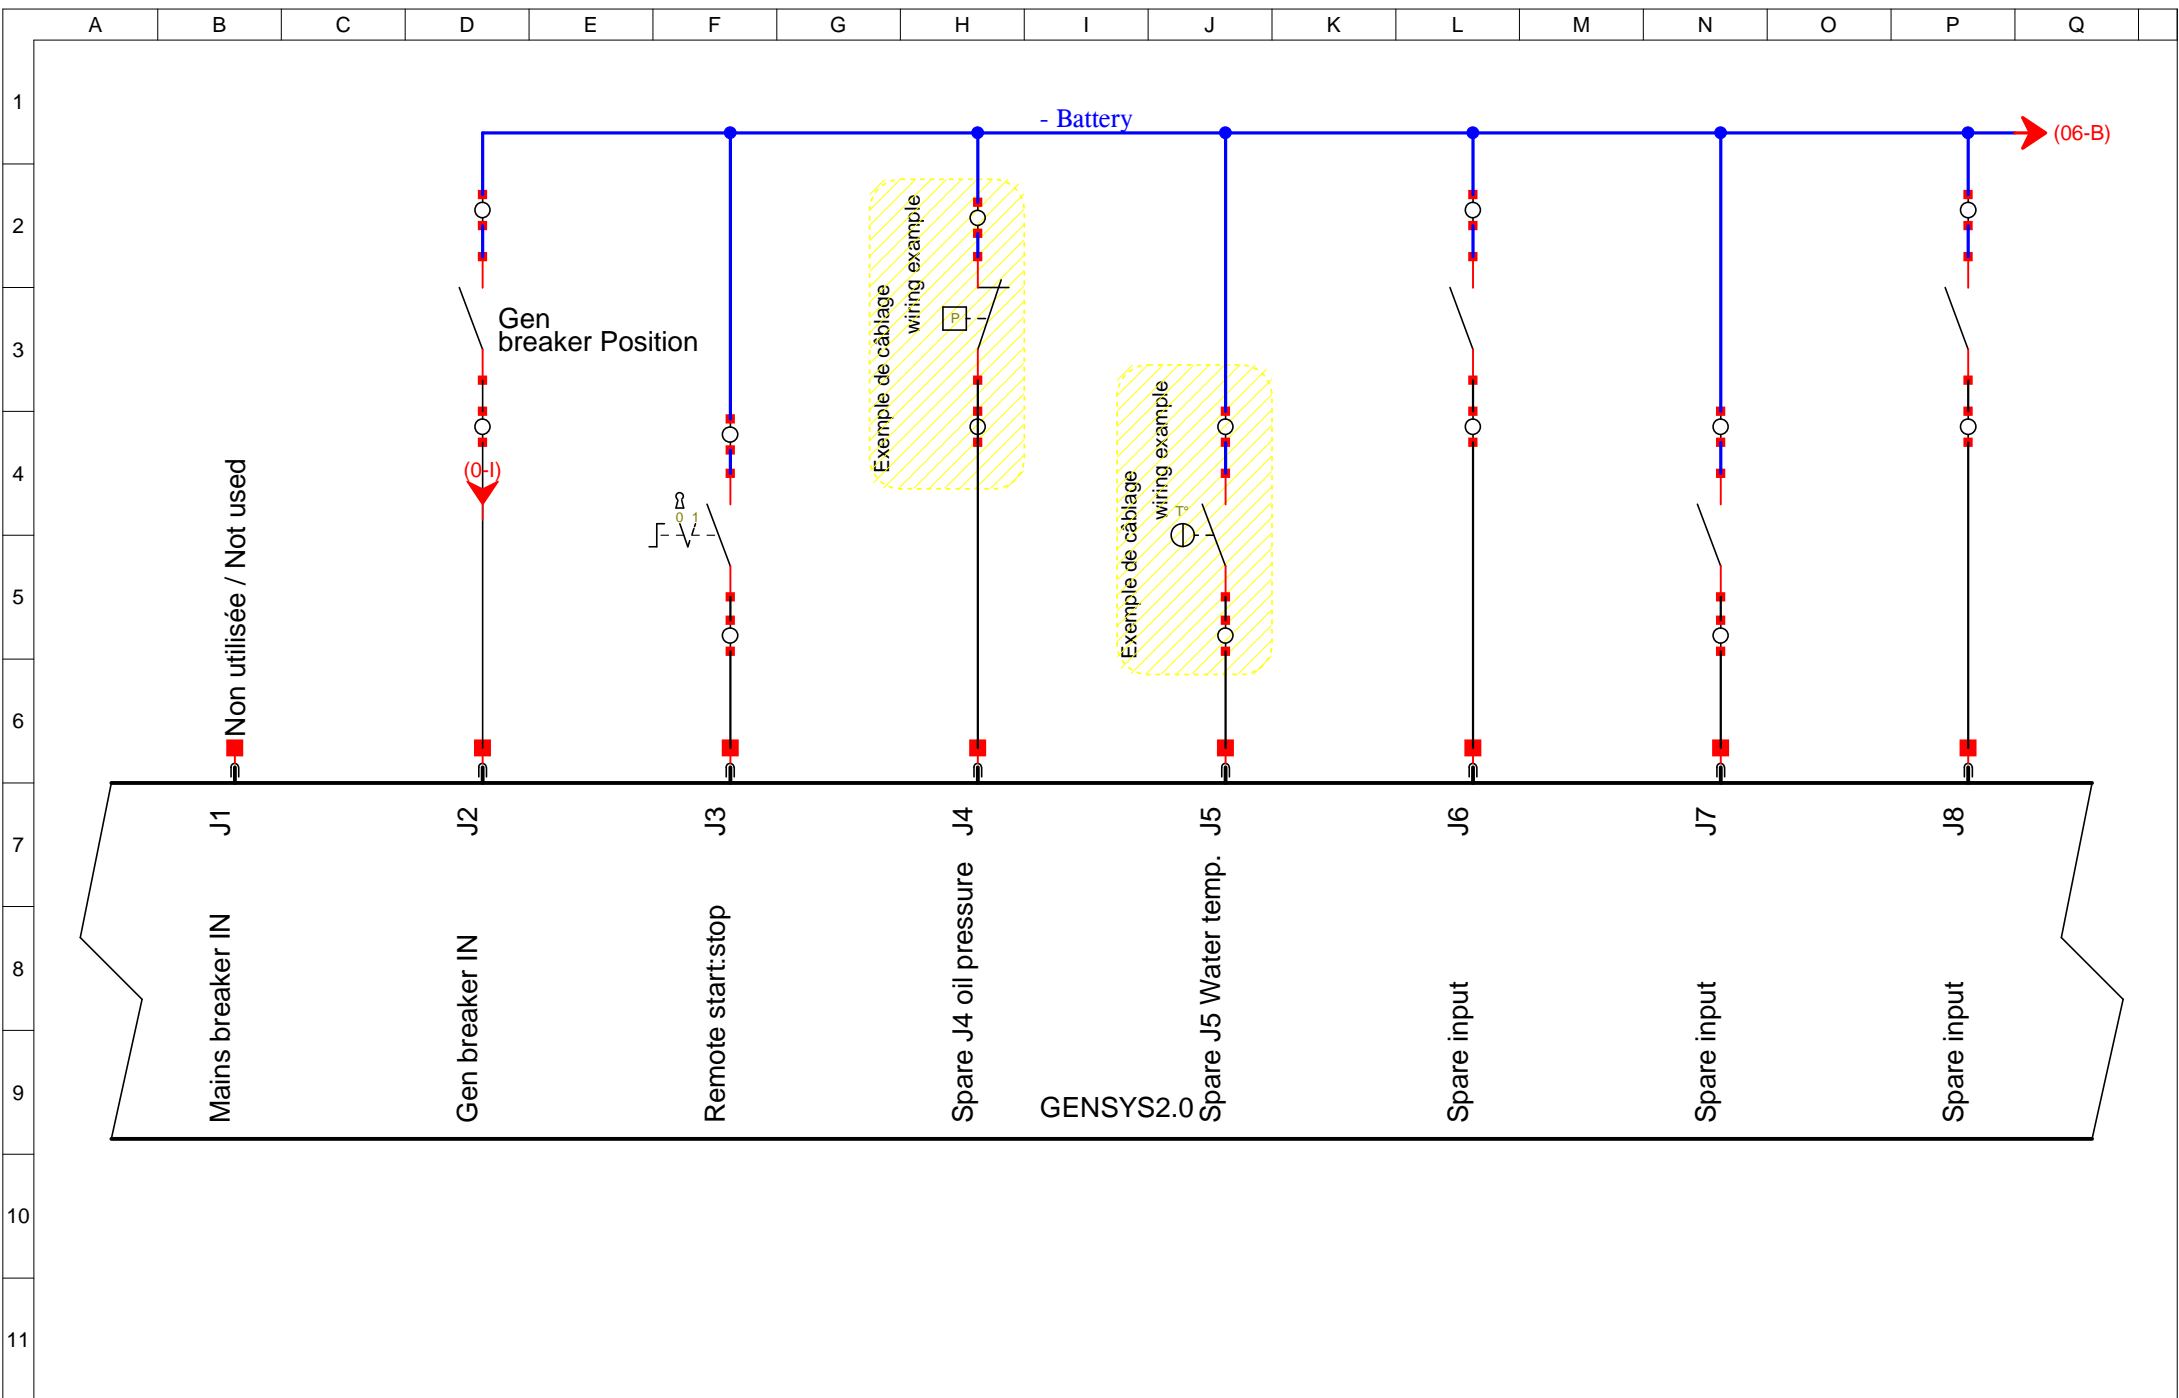 A B C D E F G H I J K L M N O P Q
1
- Battery
(06-B)
2
wiring example
Exemple de câblage
3
Gen
breaker Position
P
wiring example
Exemple de câblage
4
(0-I)
Non utilisée / Not used
0 1
T°
5
6
7
J1 J2 J3 J4 J5 J6 J7 J8
8
Mains breaker IN
Gen breaker IN
Remote start:stop
Spare J4 oil pressure
Spare J5 Water temp.
Spare input
Spare input
Spare input
9
GENSYS2.0
10
11